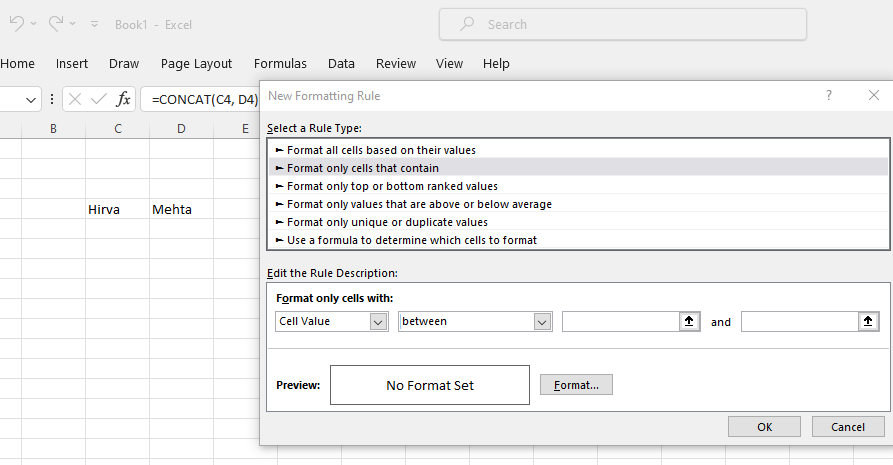 Book1 - Excel
Search
Home Insert Draw Page Layout Formulas Data Review View Help
fx =CONCAT(C4, D4)
New Formatting Rule ?
B C D E
Select a Rule Type:
► Format all cells based on their values
► Format only cells that contain
► Format only top or bottom ranked values
► Format only values that are above or below average
► Format only unique or duplicate values
► Use a formula to determine which cells to format
Hirva Mehta
Edit the Rule Description:
Format only cells with:
Cell Value between and
Preview: No Format Set Format...
OK Cancel